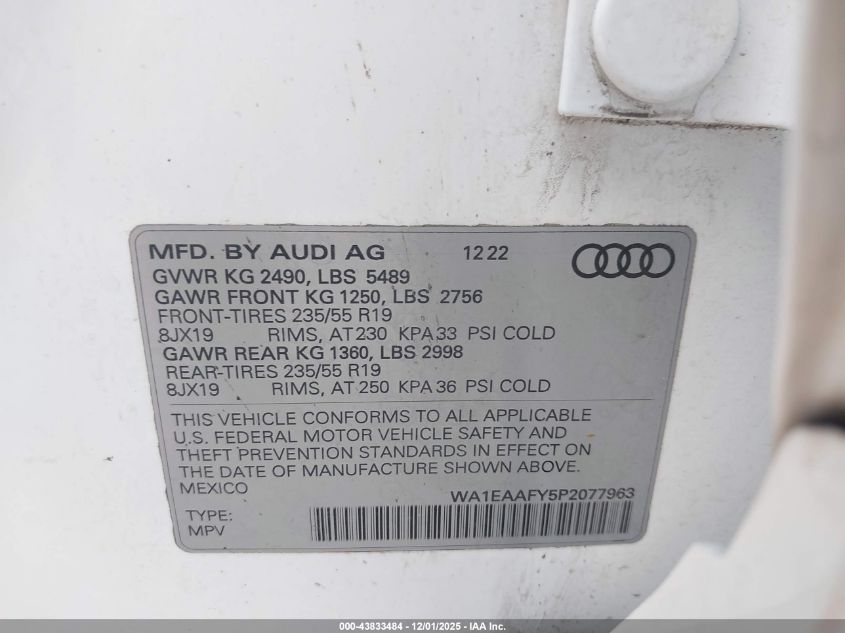 MFD. BY AUDI AG 12 22
GVWR KG 2490, LBS 5489
GAWR FRONT KG 1250, LBS 2756
FRONT-TIRES 235/55 R19
8JX19 RIMS, AT 230 KPA 33 PSI COLD
GAWR REAR KG 1360, LBS 2998
REAR-TIRES 235/55 R19
8JX19 RIMS, AT 250 KPA 36 PSI COLD
THIS VEHICLE CONFORMS TO ALL APPLICABLE
U.S. FEDERAL MOTOR VEHICLE SAFETY AND
THEFT PREVENTION STANDARDS IN EFFECT ON
THE DATE OF MANUFACTURE SHOWN ABOVE.
MEXICO
WA1EAAFY5P2077963
TYPE:
MPV
000-43833484 - 12/01/2025 - IAA Inc.